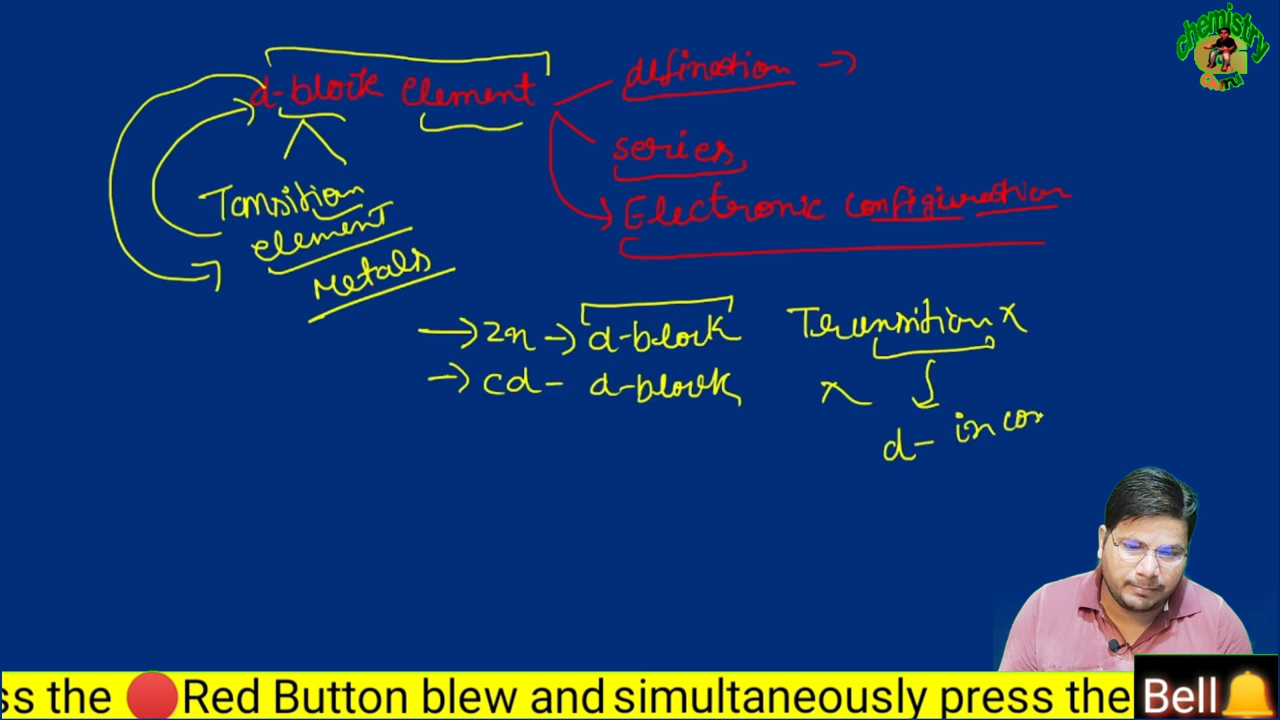 d-block element
defination →
series,
Electronic configuration
Tansition
element
Metals
→ Zn → d-block Transition x
→ cd - d-block x
d- incom
chemistry
ss the 🔴Red Button blew and simultaneously press the Bell🔔